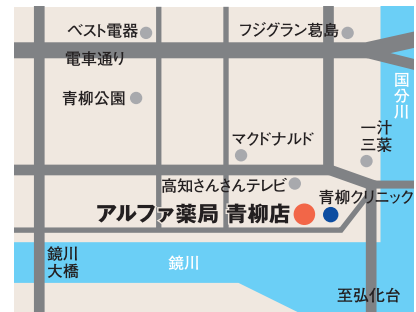 ベスト電器
フジグラン葛島
電車通り
国分川
青柳公園
一汁
三菜
マクドナルド
高知さんさんテレビ
青柳クリニック
アルファ薬局 青柳店
鏡川
大橋
鏡川
至弘化台